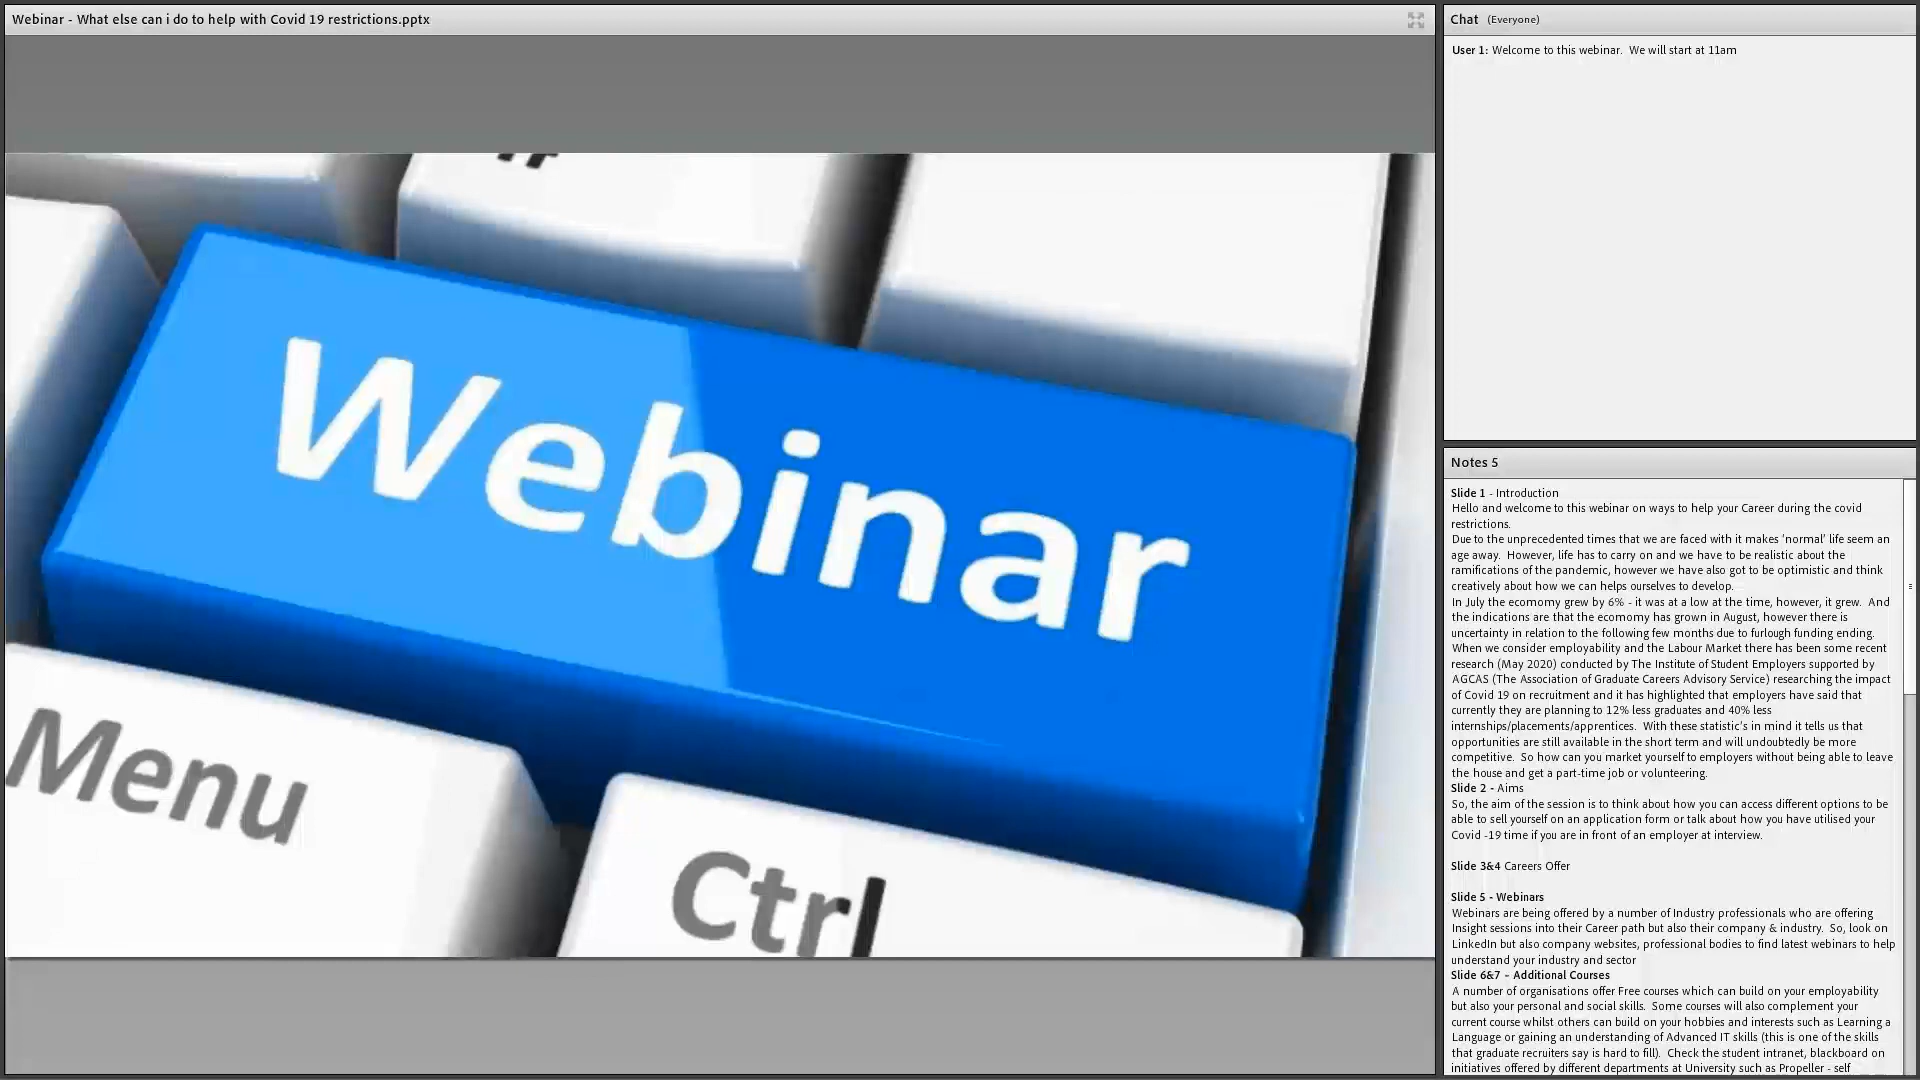 Webinar - What else can i do to help with Covid 19 restrictions.pptx
Webinar
Menu
Ctrl
Chat (Everyone)
User 1: Welcome to this webinar.  We will start at 11am
Notes 5
Slide 1 - Introduction
Hello and welcome to this webinar on ways to help your Career during the covid
restrictions.
Due to the unprecedented times that we are faced with it makes 'normal' life seem an
age away.  However, life has to carry on and we have to be realistic about the
ramifications of the pandemic, however we have also got to be optimistic and think
creatively about how we can helps ourselves to develop.
In July the ecomomy grew by 6% - it was at a low at the time, however, it grew.  And
the indications are that the ecomomy has grown in August, however there is
uncertainty in relation to the following few months due to furlough funding ending.
When we consider employability and the Labour Market there has been some recent
research (May 2020) conducted by The Institute of Student Employers supported by
AGCAS (The Association of Graduate Careers Advisory Service) researching the impact
of Covid 19 on recruitment and it has highlighted that employers have said that
currently they are planning to 12% less graduates and 40% less
internships/placements/apprentices.  With these statistic's in mind it tells us that
opportunities are still available in the short term and will undoubtedly be more
competitive.  So how can you market yourself to employers without being able to leave
the house and get a part-time job or volunteering.
Slide 2 - Aims
So, the aim of the session is to think about how you can access different options to be
able to sell yourself on an application form or talk about how you have utilised your
Covid -19 time if you are in front of an employer at interview.
Slide 3&4 Careers Offer
Slide 5 - Webinars
Webinars are being offered by a number of Industry professionals who are offering
Insight sessions into their Career path but also their company & industry.  So, look on
LinkedIn but also company websites, professional bodies to find latest webinars to help
understand your industry and sector
Slide 6&7 – Additional Courses
A number of organisations offer Free courses which can build on your employability
but also your personal and social skills.  Some courses will also complement your
current course whilst others can build on your hobbies and interests such as Learning a
Language or gaining an understanding of Advanced IT skills (this is one of the skills
that graduate recruiters say is hard to fill).  Check the student intranet, blackboard on
initiatives offered by different departments at University such as Propeller - self